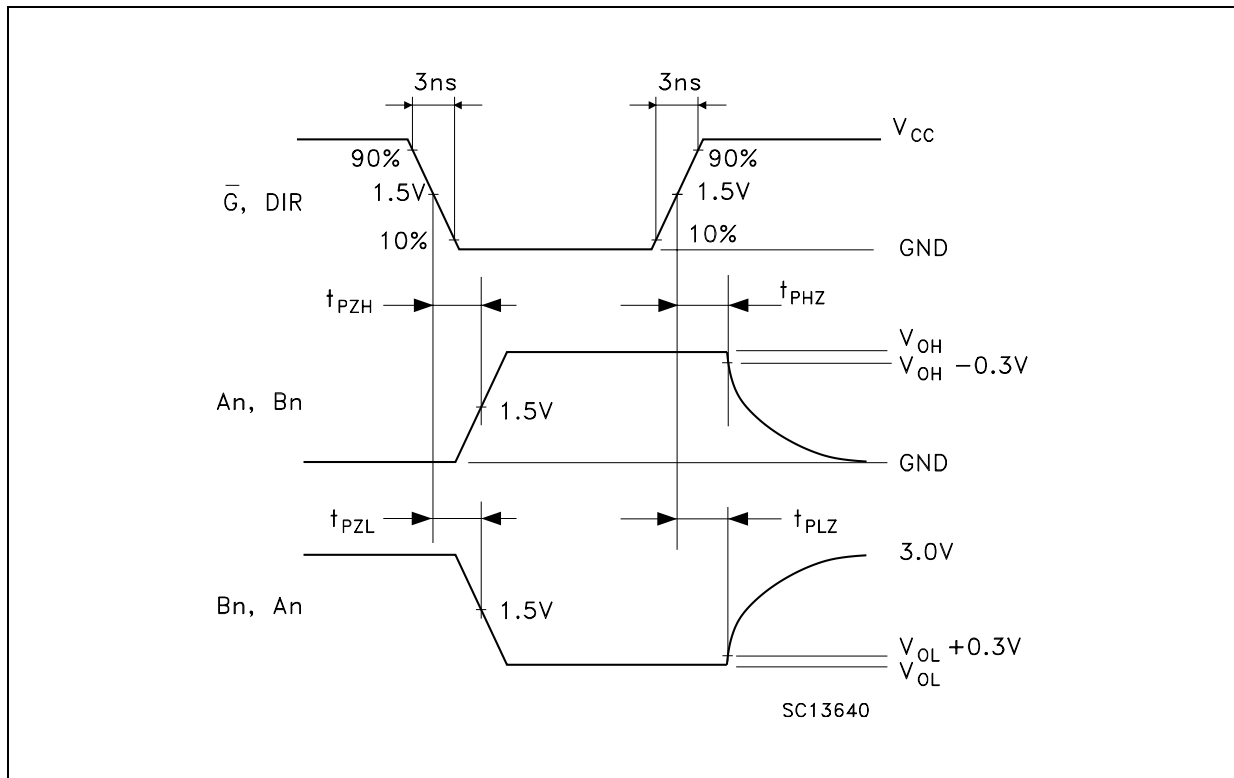 3ns 3ns
V_CC
90% 90%
1.5V 1.5V
G̅, DIR
10% 10%
GND
t_PZH t_PHZ
V_OH
V_OH −0.3V
An, Bn
1.5V
GND
t_PZL t_PLZ
3.0V
Bn, An
1.5V
V_OL +0.3V
V_OL
SC13640